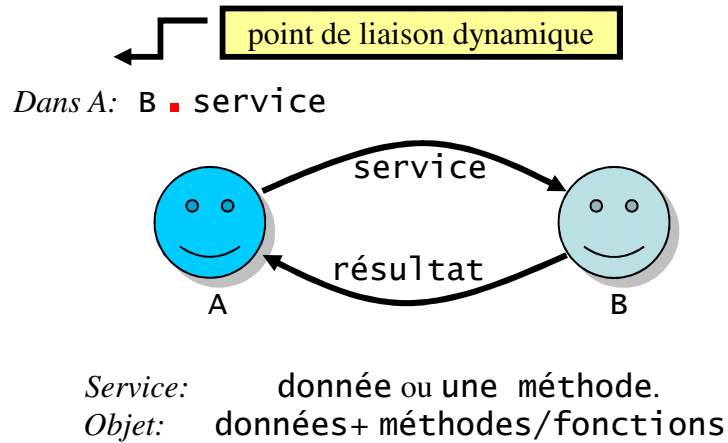 point de liaison dynamique
Dans A: B . service
service
résultat
A
B
Service: donnée ou une méthode.
Objet: données+ méthodes/fonctions